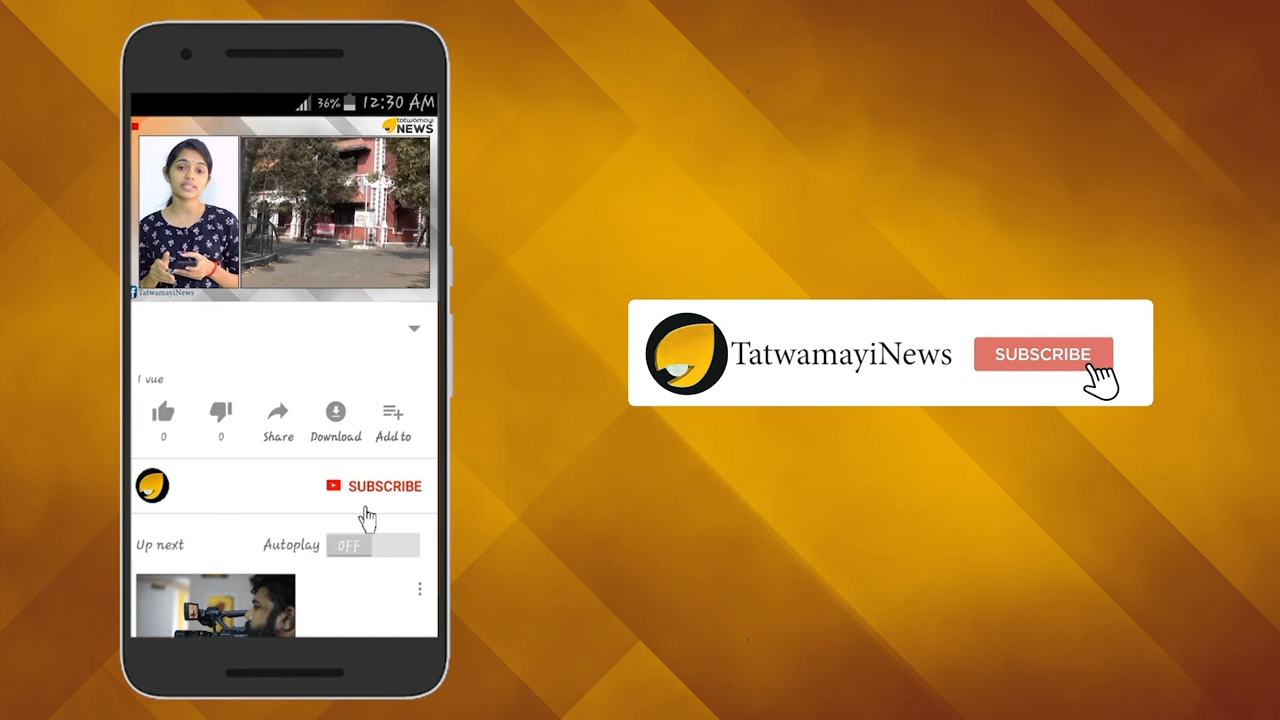 36% 12:30 AM
tatwamayi
NEWS
TatwamayiNews
1 vue
0 0 Share Download Add to
SUBSCRIBE
Up next Autoplay OFF
TatwamayiNews SUBSCRIBE